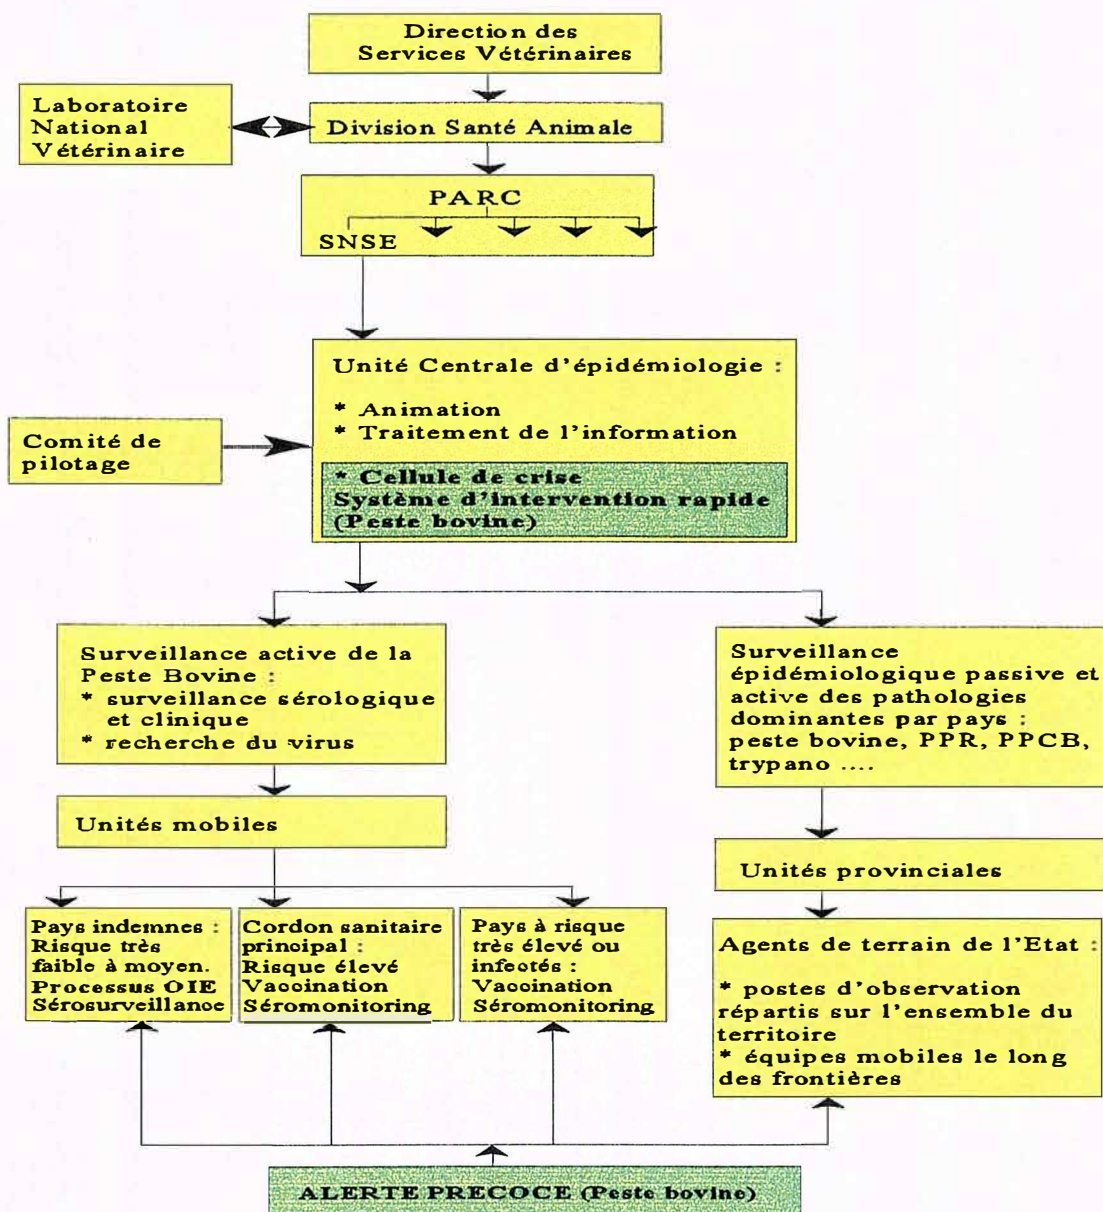 Direction des
Services Vétérinaires
Laboratoire
National
Vétérinaire
Division Santé Animale
PARC
SNSE
Unité Centrale d'épidémiologie :
* Animation
* Traitement de l'information
* Cellule de crise
Système d'intervention rapide
(Peste bovine)
Comité de
pilotage
Surveillance active de la
Peste Bovine :
* surveillance sérologique
et clinique
* recherche du virus
Surveillance
épidémiologique passive et
active des pathologies
dominantes par pays :
peste bovine, PPR, PPCB,
trypano ....
Unités mobiles
Unités provinciales
Pays indemnes :
Risque très
faible à moyen.
Processus OIE
Sérosurveillance
Cordon sanitaire
principal :
Risque élevé
Vaccination
Séromonitoring
Pays à risque
très élevé ou
infectés :
Vaccination
Séromonitoring
Agents de terrain de l'Etat :
* postes d'observation
répartis sur l'ensemble du
territoire
* équipes mobiles le long
des frontières
ALERTE PRECOCE (Peste bovine)